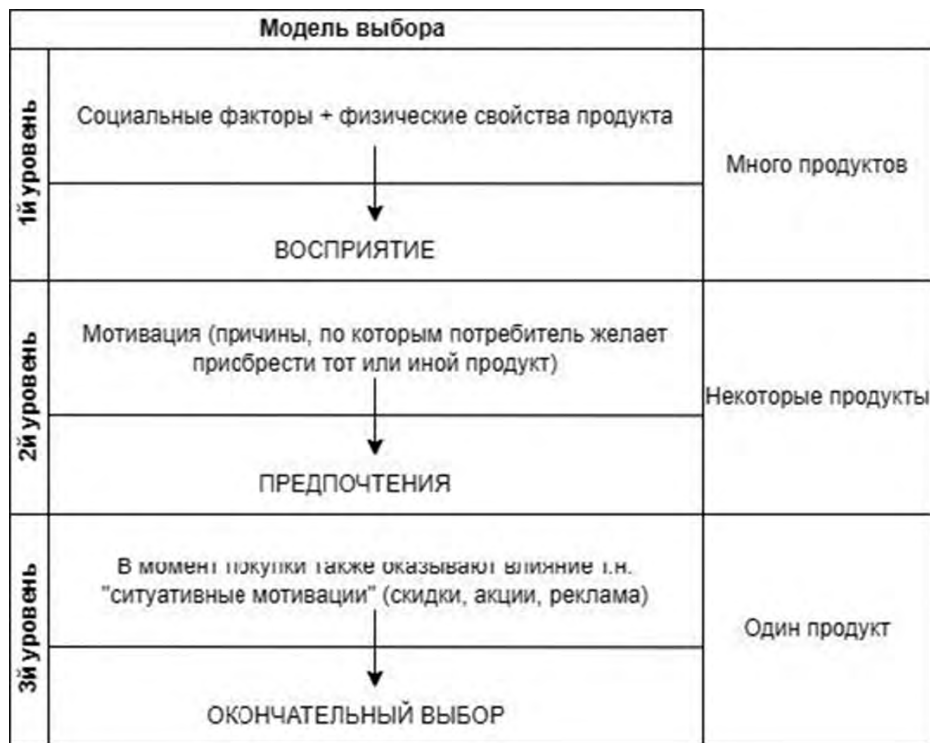 Модель выбора
1й уровень
Социальные факторы + физические свойства продукта
ВОСПРИЯТИЕ
Много продуктов
2й уровень
Мотивация (причины, по которым потребитель желает
приобрести тот или иной продукт)
ПРЕДПОЧТЕНИЯ
Некоторые продукты
3й уровень
В момент покупки также оказывают влияние т.н.
"ситуативные мотивации" (скидки, акции, реклама)
ОКОНЧАТЕЛЬНЫЙ ВЫБОР
Один продукт